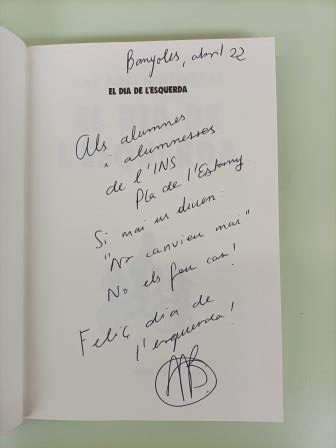 Banyoles, abril 22
EL DIA DE L'ESQUERDA
Als alumnes
i alumnesses
de l'INS
Pla de l'Estany.
Si mai us diuen:
"No canvieu mai"
No els feu cas!
Feliç dia de
l'esquerda!